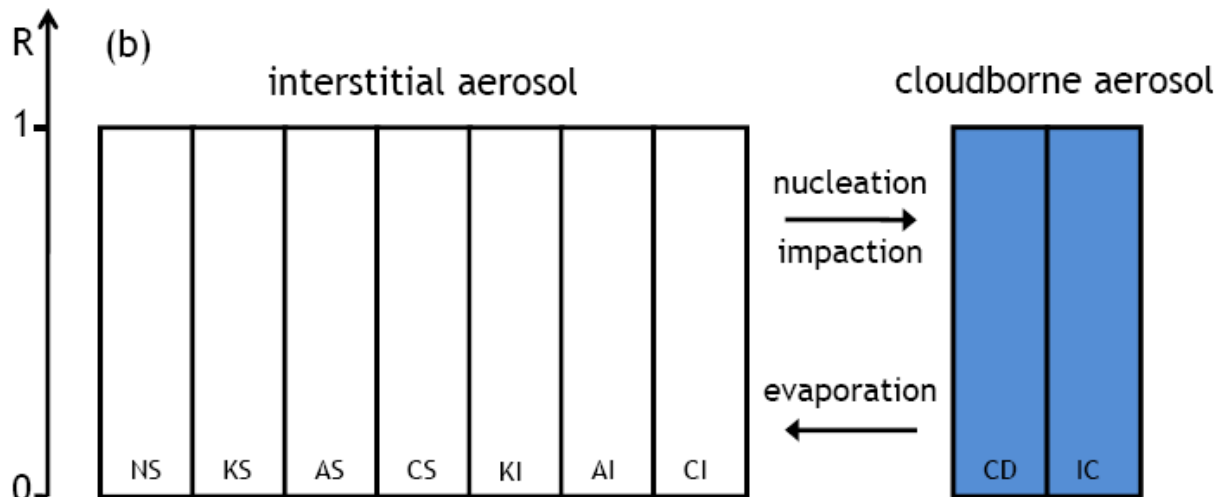 R
(b)
interstitial aerosol
cloudborne aerosol
1
nucleation
impaction
evaporation
NS KS AS CS KI AI CI
CD IC
0